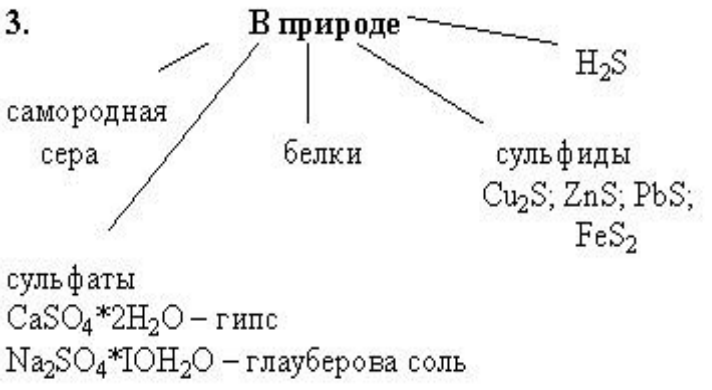 3. В природе
H₂S
самородная
сера
белки
сульфиды
Cu₂S; ZnS; PbS;
FeS₂
сульфаты
CaSO₄*2H₂O – гипс
Na₂SO₄*IOH₂O – глауберова соль